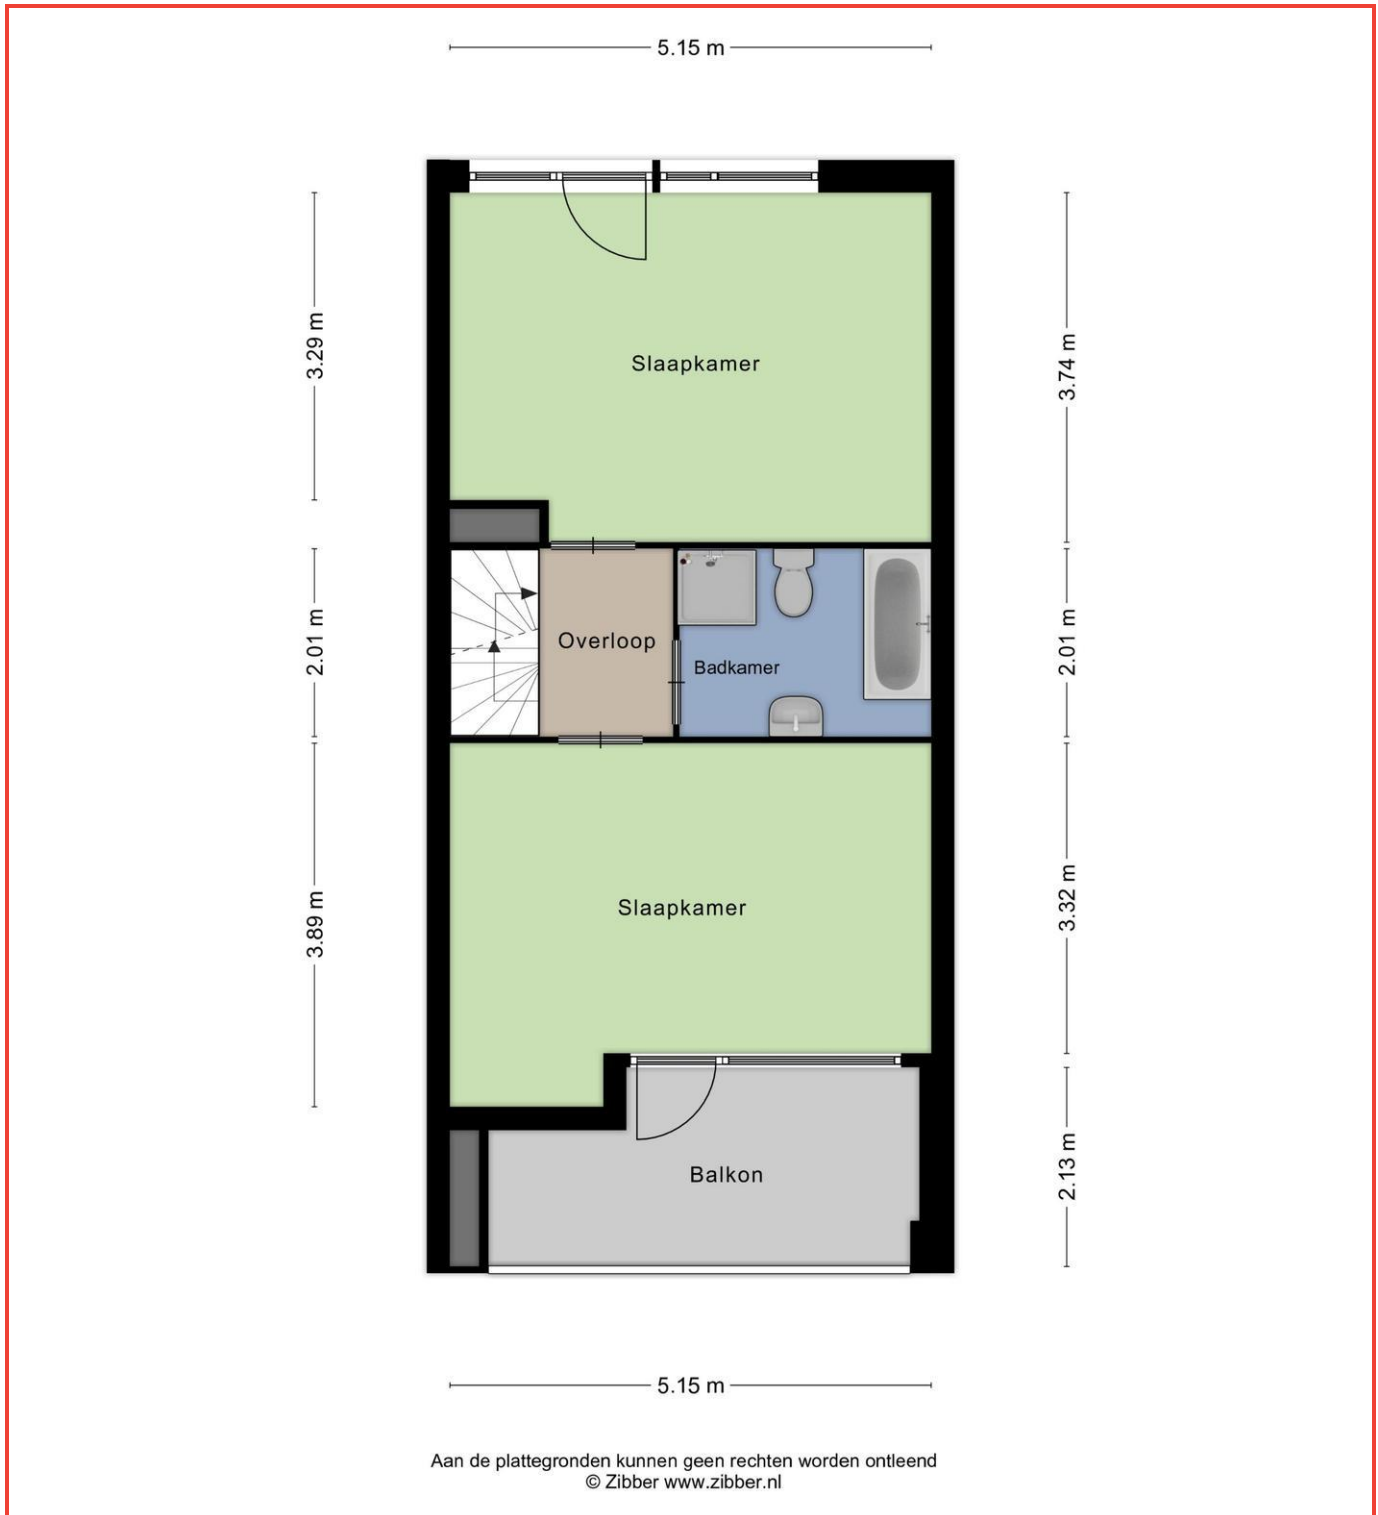 5.15 m
3.29 m
3.74 m
Slaapkamer
2.01 m
Overloop
Badkamer
2.01 m
3.89 m
Slaapkamer
3.32 m
Balkon
2.13 m
5.15 m
Aan de plattegronden kunnen geen rechten worden ontleend
© Zibber www.zibber.nl